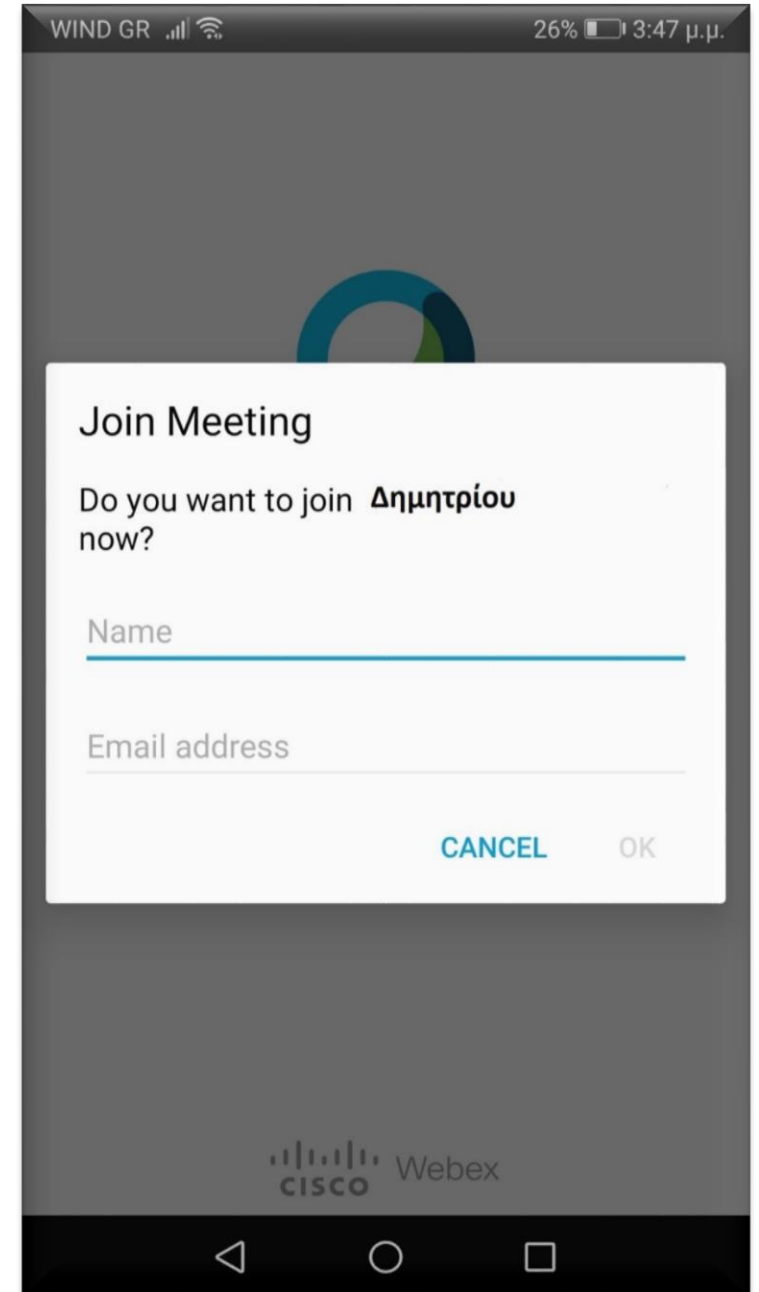 WIND GR 26% 3:47 μ.μ.
Join Meeting
Do you want to join Δημητρίου
now?
Name
Email address
CANCEL OK
CISCO Webex